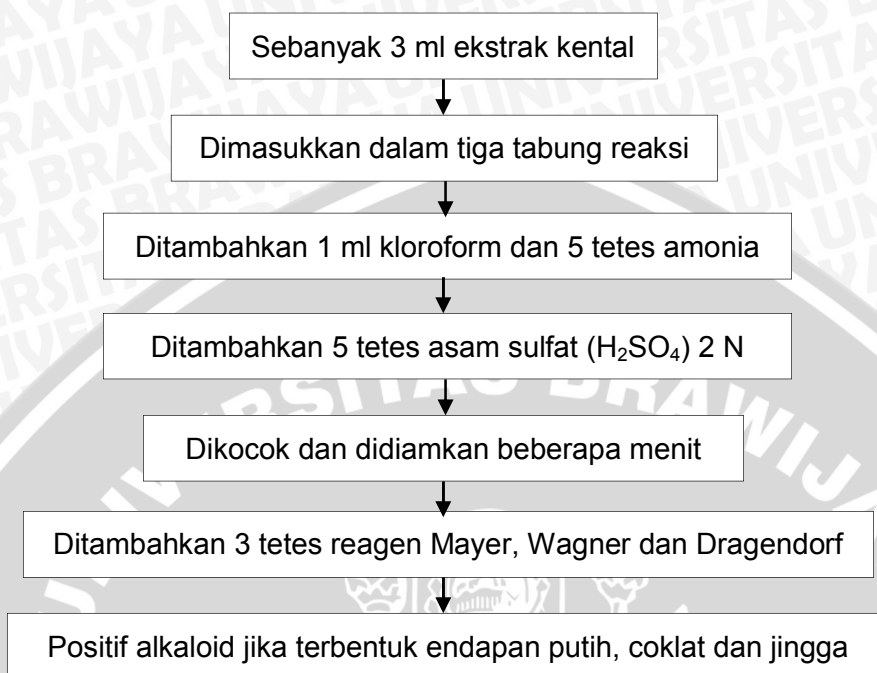 Sebanyak 3 ml ekstrak kental
Dimasukkan dalam tiga tabung reaksi
Ditambahkan 1 ml kloroform dan 5 tetes amonia
Ditambahkan 5 tetes asam sulfat (H₂SO₄) 2 N
Dikocok dan didiamkan beberapa menit
Ditambahkan 3 tetes reagen Mayer, Wagner dan Dragendorf
Positif alkaloid jika terbentuk endapan putih, coklat dan jingga